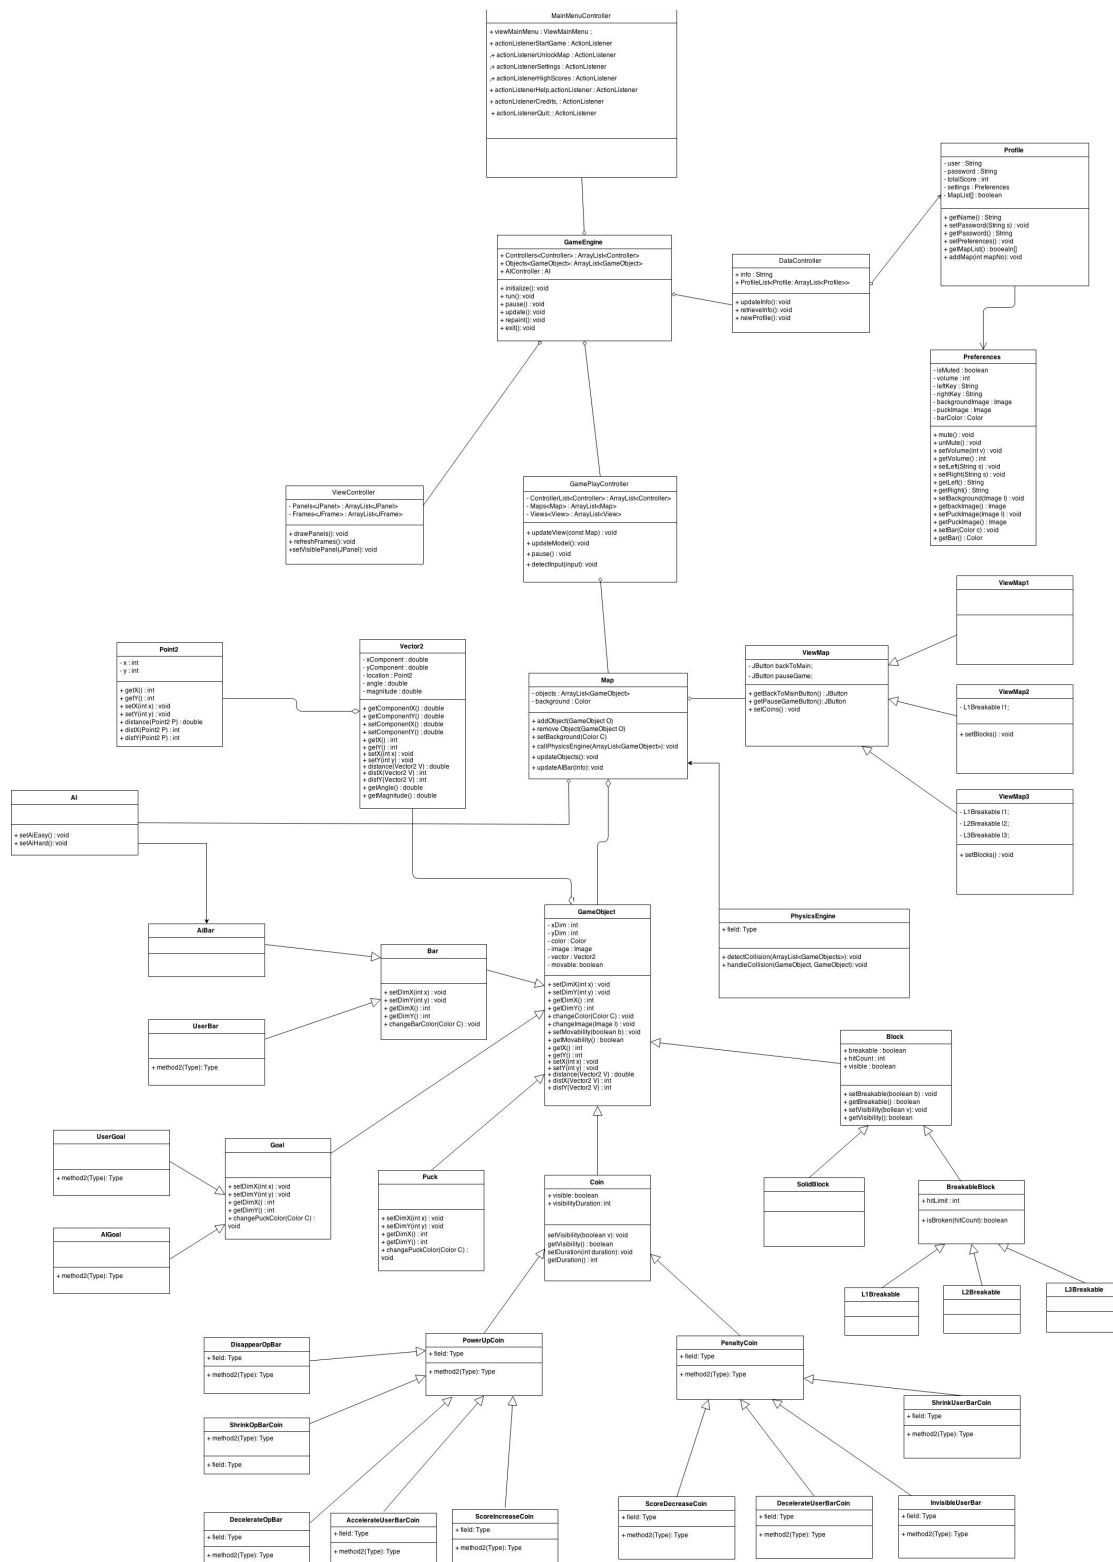 MainMenuController
+ viewMainMenu : ViewMainMenu ;
+ actionListenerStartGame : ActionListener
,+ actionListenerUnlockMap : ActionListener
,+ actionListenerSettings : ActionListener
,+ actionListenerHighScores : ActionListener
+ actionListenerHelp,actionListener : ActionListener
+ actionListenerCredits, : ActionListener
+ actionListenerQuit; : ActionListener
Profile
- user : String
- password : String
- totalScore : int
- settings : Preferences
- MapList[] : boolean
+ getName() : String
+ setPassword(String s) : void
+ getPassword() : String
+ setPreferences() : void
+ getMapList() : booealn[]
+ addMap(int mapNo): void
GameEngine
+ Controllers<Controller> : ArrayList<Controller>
+ Objects<GameObject>: ArrayList<GameObject>
+ AIController : AI
+ initialize(): void
+ run(): void
+ pause() : void
+ update(): void
+ repaint(): void
+ exit(): void
DataController
+ info : String
+ ProfileList<Profile: ArrayList<Profile>>
+ updateInfo(): void
+ retrieveInfo(): void
+ newProfile(): void
Preferences
- isMuted : boolean
- volume : int
- leftKey : String
- rightKey : String
- backgroundImage : Image
- puckImage : Image
- barColor : Color
+ mute() : void
+ unMute() : void
+ setVolume(int v) : void
+ getVolume() : int
+ setLeft(String s) : void
+ setRight(String s) : void
+ getLeft() : String
+ getRight() : String
+ setBackground(Image I) : void
+ getbackImage() : Image
+ setPuckImage(Image I) : void
+ getPuckImage() : Image
+ setBar(Color c) : void
+ getBar() : Color
ViewController
- Panels<JPanel> : ArrayList<JPanel>
- Frames<JFrame> : ArrayList<JFrame>
+ drawPanels(): void
+ refreshFrames(): void
+setVisiblePanel(JPanel): void
GamePlayController
- ControllerList<Controller> : ArrayList<Controller>
- Maps<Map> : ArrayList<Map>
- Views<View> : ArrayList<View>
+ updateView(const Map) : void
+ updateModel(): void
+ pause() : void
+ detectInput(input): void
ViewMap1
Point2
- x : int
- y : int
+ getX() : int
+ getY() : int
+ setX(int x) : void
+ setY(int y) : void
+ distance(Point2 P) : double
+ distX(Point2 P) : int
+ distY(Point2 P) : int
Vector2
- xComponent : double
- yComponent : double
- location : Point2
- angle : double
- magnitude : double
+ getComponentX() : double
+ getComponentY() : double
+ setComponentX() : double
+ setComponentY() : double
+ getX() : int
+ getY() : int
+ setX(int x) : void
+ setY(int y) : void
+ distance(Vector2 V) : double
+ distX(Vector2 V) : int
+ distY(Vector2 V) : int
+ getAngle() : double
+ getMagnitude() : double
Map
- objects : ArrayList<GameObject>
- background : Color
+ addObject(GameObject O)
+ remove Object(GameObject O)
+ setBackground(Color C)
+ callPhysicsEngine(ArrayList<GameObject>): void
+ updateObjects(): void
+ updateAIBar(info): void
ViewMap
- JButton backToMain;
- JButton pauseGame;
+ getBackToMainButton() : JButton
+ getPauseGameButton(): JButton
+ setCoins() : void
ViewMap2
- L1Breakable l1;
+ setBlocks() : void
ViewMap3
- L1Breakable l1;
- L2Breakable l2;
- L3Breakable l3;
+ setBlocks() : void
AI
+ setAiEasy() : void
+ setAiHard(): void
AiBar
Bar
+ setDimX(int x) : void
+ setDimY(int y) : void
+ getDimX() : int
+ getDimY() : int
+ changeBarColor(Color C) : void
UserBar
+ method2(Type): Type
1
GameObject
- xDim : int
- yDim : int
- color : Color
- image : Image
- vector : Vector2
- movable: boolean
+ setDimX(int x) : void
+ setDimY(int y) : void
+ getDimX() : int
+ getDimY() : int
+ changeColor(Color C) : void
+ changeImage(Image I) : void
+ setMovability(boolean b) : void
+ getMovability() : boolean
+ getX() : int
+ getY() : int
+ setX(int x) : void
+ setY(int y) : void
+ distance(Vector2 V) : double
+ distX(Vector2 V) : int
+ distY(Vector2 V) : int
PhysicsEngine
+ field: Type
+ detectCollision(ArrayList<GameObjects>): void
+ handleCollision(GameObject, GameObject): void
Block
+ breakable : boolean
+ hitCount : int
+ visible : boolean
+ setBreakable(boolean b) : void
+ getBreakable() : boolean
+ setVisibility(bollean v): void
+ getVisibility(): boolean
UserGoal
+ method2(Type): Type
AIGoal
+ method2(Type): Type
Goal
+ setDimX(int x) : void
+ setDimY(int y) : void
+ getDimX() : int
+ getDimY() : int
+ changePuckColor(Color C) :
void
Puck
+ setDimX(int x) : void
+ setDimY(int y) : void
+ getDimX() : int
+ getDimY() : int
+ changePuckColor(Color C) :
void
Coin
+ visible: boolean
+ visibilityDuration: int
setVisibility(boolean v): void
getVisibility() : boolean
setDuration(int duration): void
getDuration() : int
SolidBlock
BreakableBlock
+ hitLimit : int
+ isBroken(hitCount): boolean
L1Breakable
L2Breakable
L3Breakable
DisappearOpBar
+ field: Type
+ method2(Type): Type
PowerUpCoin
+ field: Type
+ method2(Type): Type
PenaltyCoin
+ field: Type
+ method2(Type): Type
ShrinkOpBarCoin
+ method2(Type): Type
+ field: Type
ShrinkUserBarCoin
+ field: Type
+ method2(Type): Type
DecelerateOpBar
+ field: Type
+ method2(Type): Type
AccelerateUserBarCoin
+ field: Type
+ method2(Type): Type
ScoreIncreaseCoin
+ field: Type
+ method2(Type): Type
ScoreDecreaseCoin
+ field: Type
+ method2(Type): Type
DecelerateUserBarCoin
+ field: Type
+ method2(Type): Type
InvisibleUserBar
+ field: Type
+ method2(Type): Type